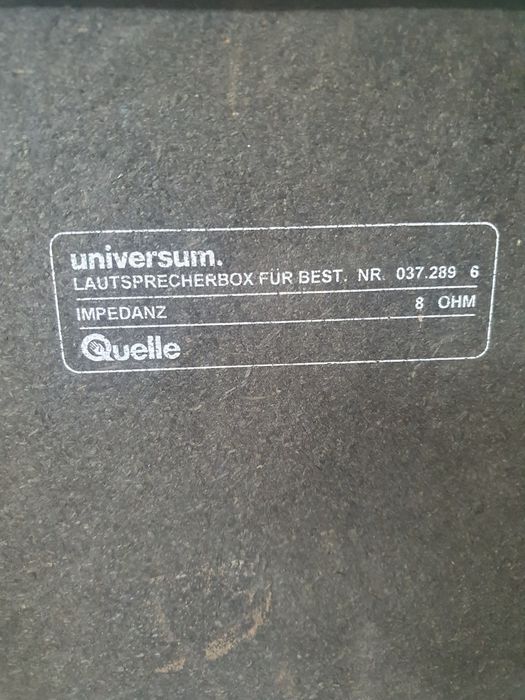 universum.
LAUTSPRECHERBOX FÜR BEST. NR. 037.289 6
IMPEDANZ 8 OHM
Quelle